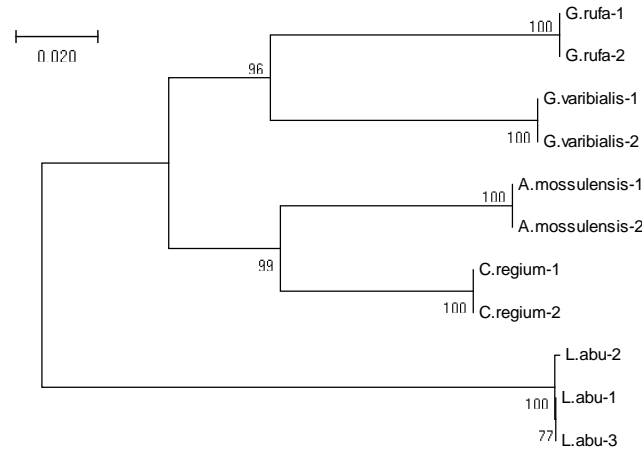 G.rufa-1
100
0.020
G.rufa-2
96
G.varibialis-1
100
G.varibialis-2
A.mossulensis-1
100
A.mossulensis-2
99
C.regium-1
100
C.regium-2
L.abu-2
L.abu-1
100
77
L.abu-3